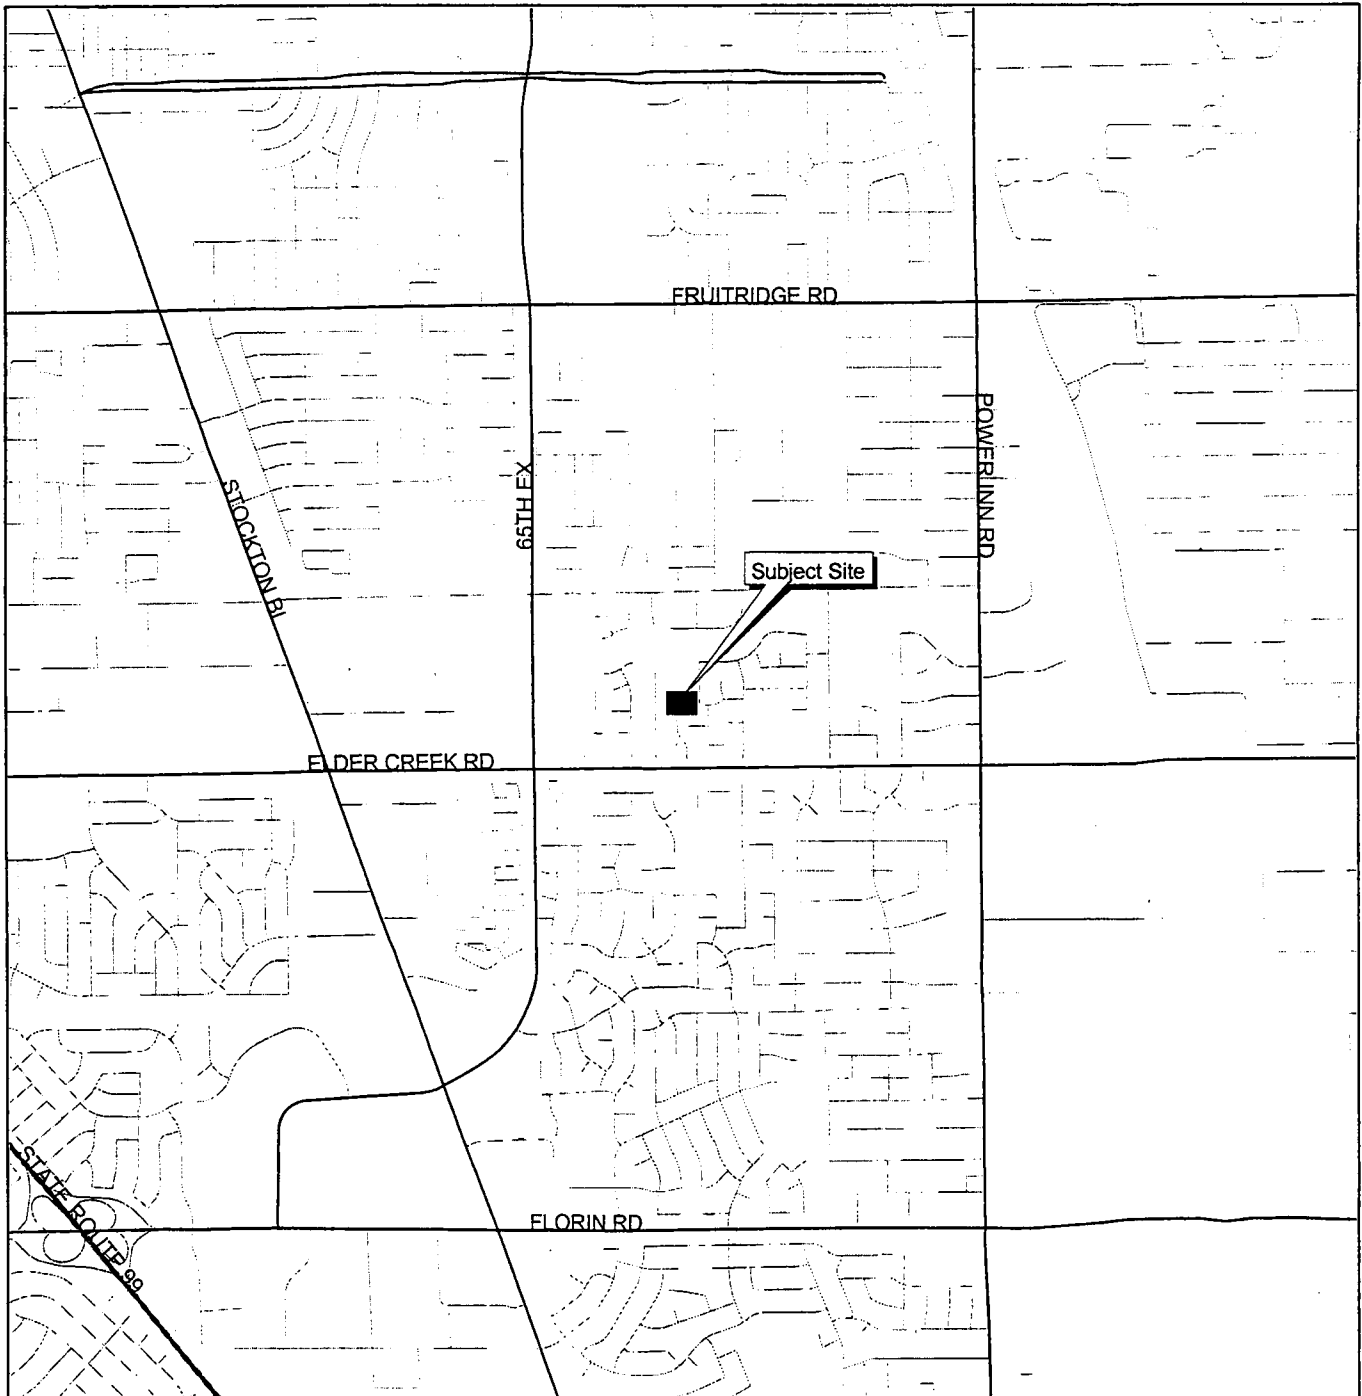 FRUITRIDGE RD
POWER INN RD
65TH EX
STOCKTON Bl
Subject Site
ELDER CREEK RD
FLORIN RD
STATE ROUTE 99